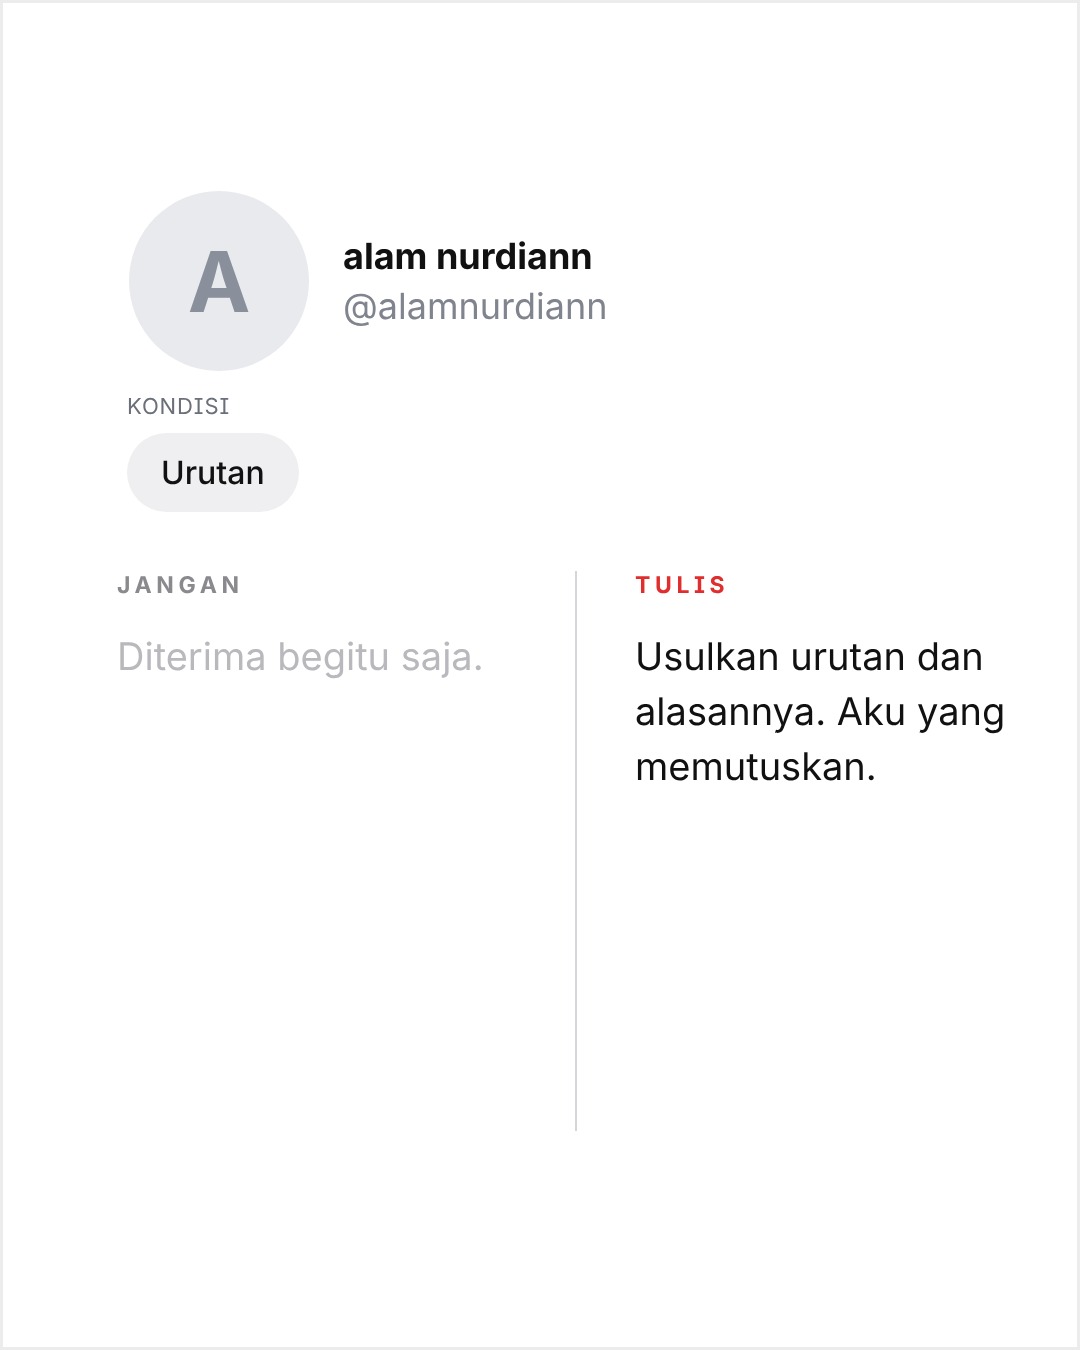 A
alam nurdiann
@alamnurdiann
KONDISI
Urutan
JANGAN
Diterima begitu saja.
TULIS
Usulkan urutan dan
alasannya. Aku yang
memutuskan.